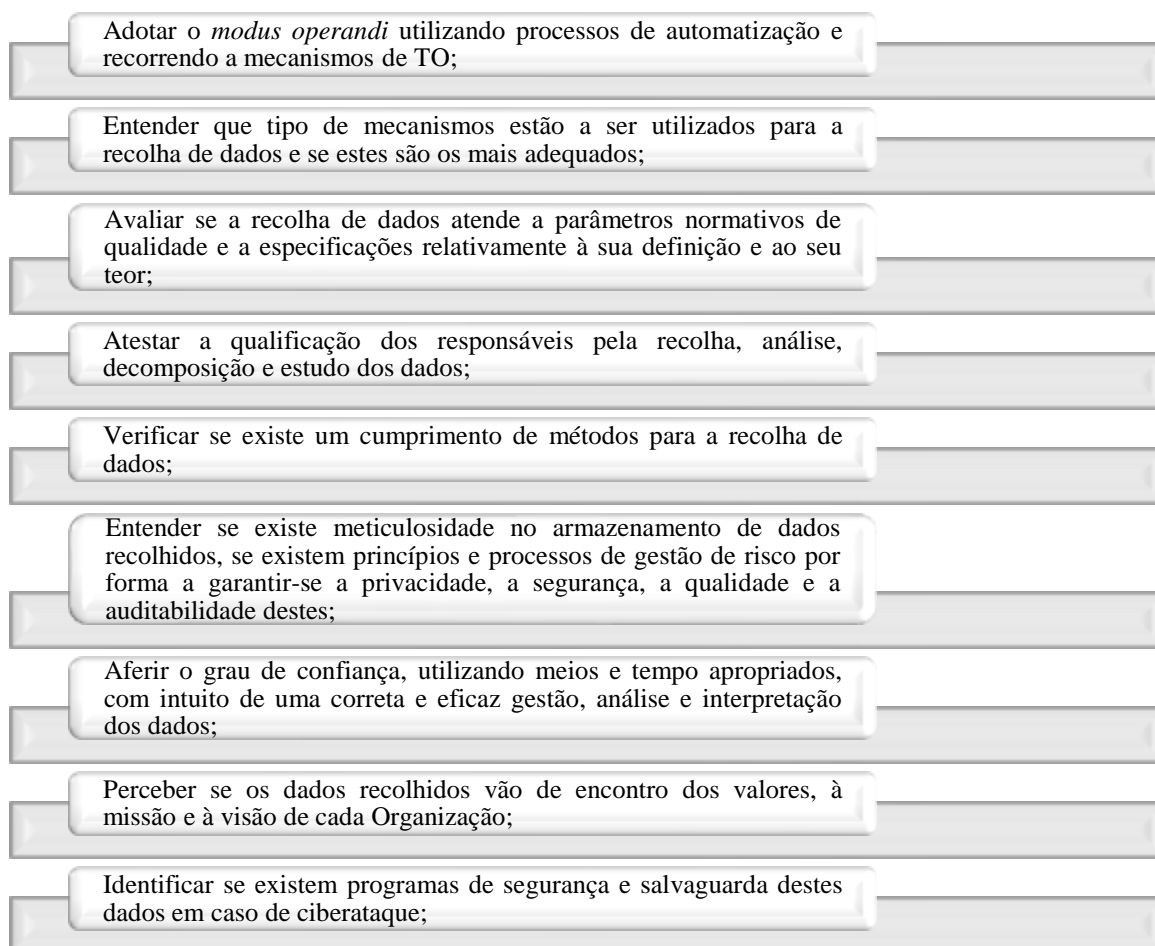 Adotar o modus operandi utilizando processos de automatização e
recorrendo a mecanismos de TO;
Entender que tipo de mecanismos estão a ser utilizados para a
recolha de dados e se estes são os mais adequados;
Avaliar se a recolha de dados atende a parâmetros normativos de
qualidade e a especificações relativamente à sua definição e ao seu
teor;
Atestar a qualificação dos responsáveis pela recolha, análise,
decomposição e estudo dos dados;
Verificar se existe um cumprimento de métodos para a recolha de
dados;
Entender se existe meticulosidade no armazenamento de dados
recolhidos, se existem princípios e processos de gestão de risco por
forma a garantir-se a privacidade, a segurança, a qualidade e a
auditabilidade destes;
Aferir o grau de confiança, utilizando meios e tempo apropriados,
com intuito de uma correta e eficaz gestão, análise e interpretação
dos dados;
Perceber se os dados recolhidos vão de encontro dos valores, à
missão e à visão de cada Organização;
Identificar se existem programas de segurança e salvaguarda destes
dados em caso de ciberataque;